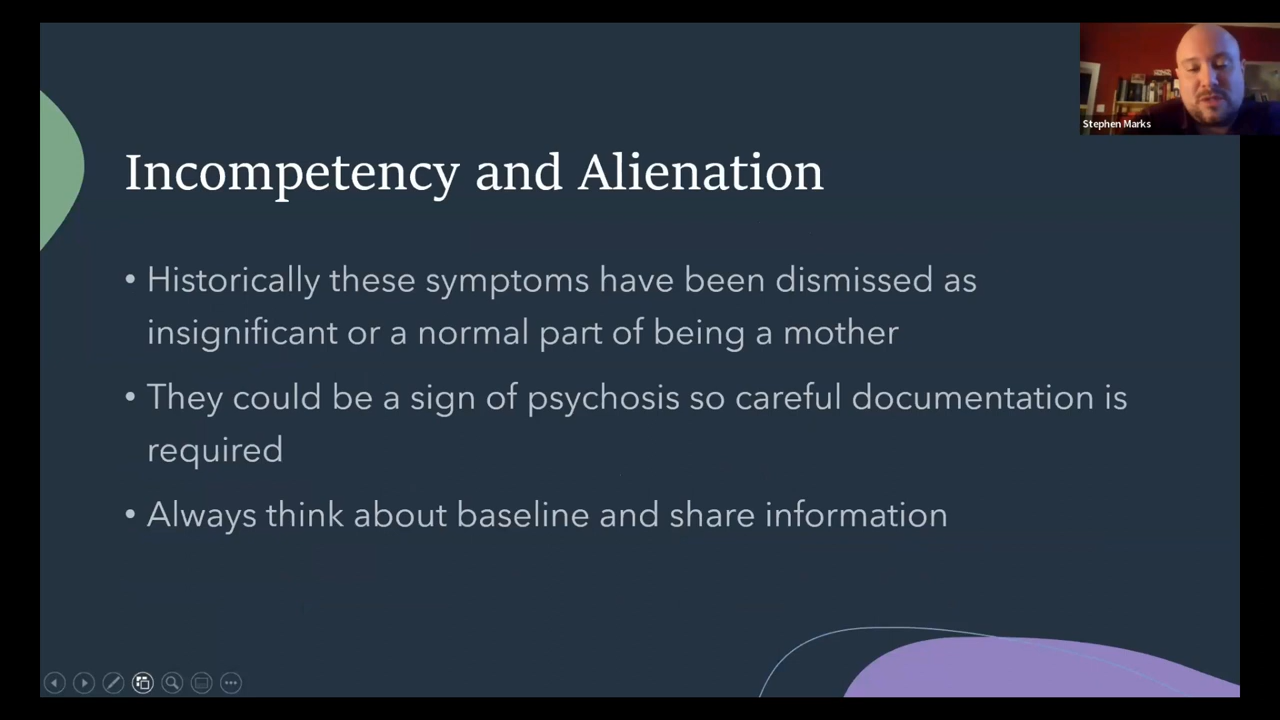 Stephen Marks
Incompetency and Alienation
• Historically these symptoms have been dismissed as
insignificant or a normal part of being a mother
• They could be a sign of psychosis so careful documentation is
required
• Always think about baseline and share information